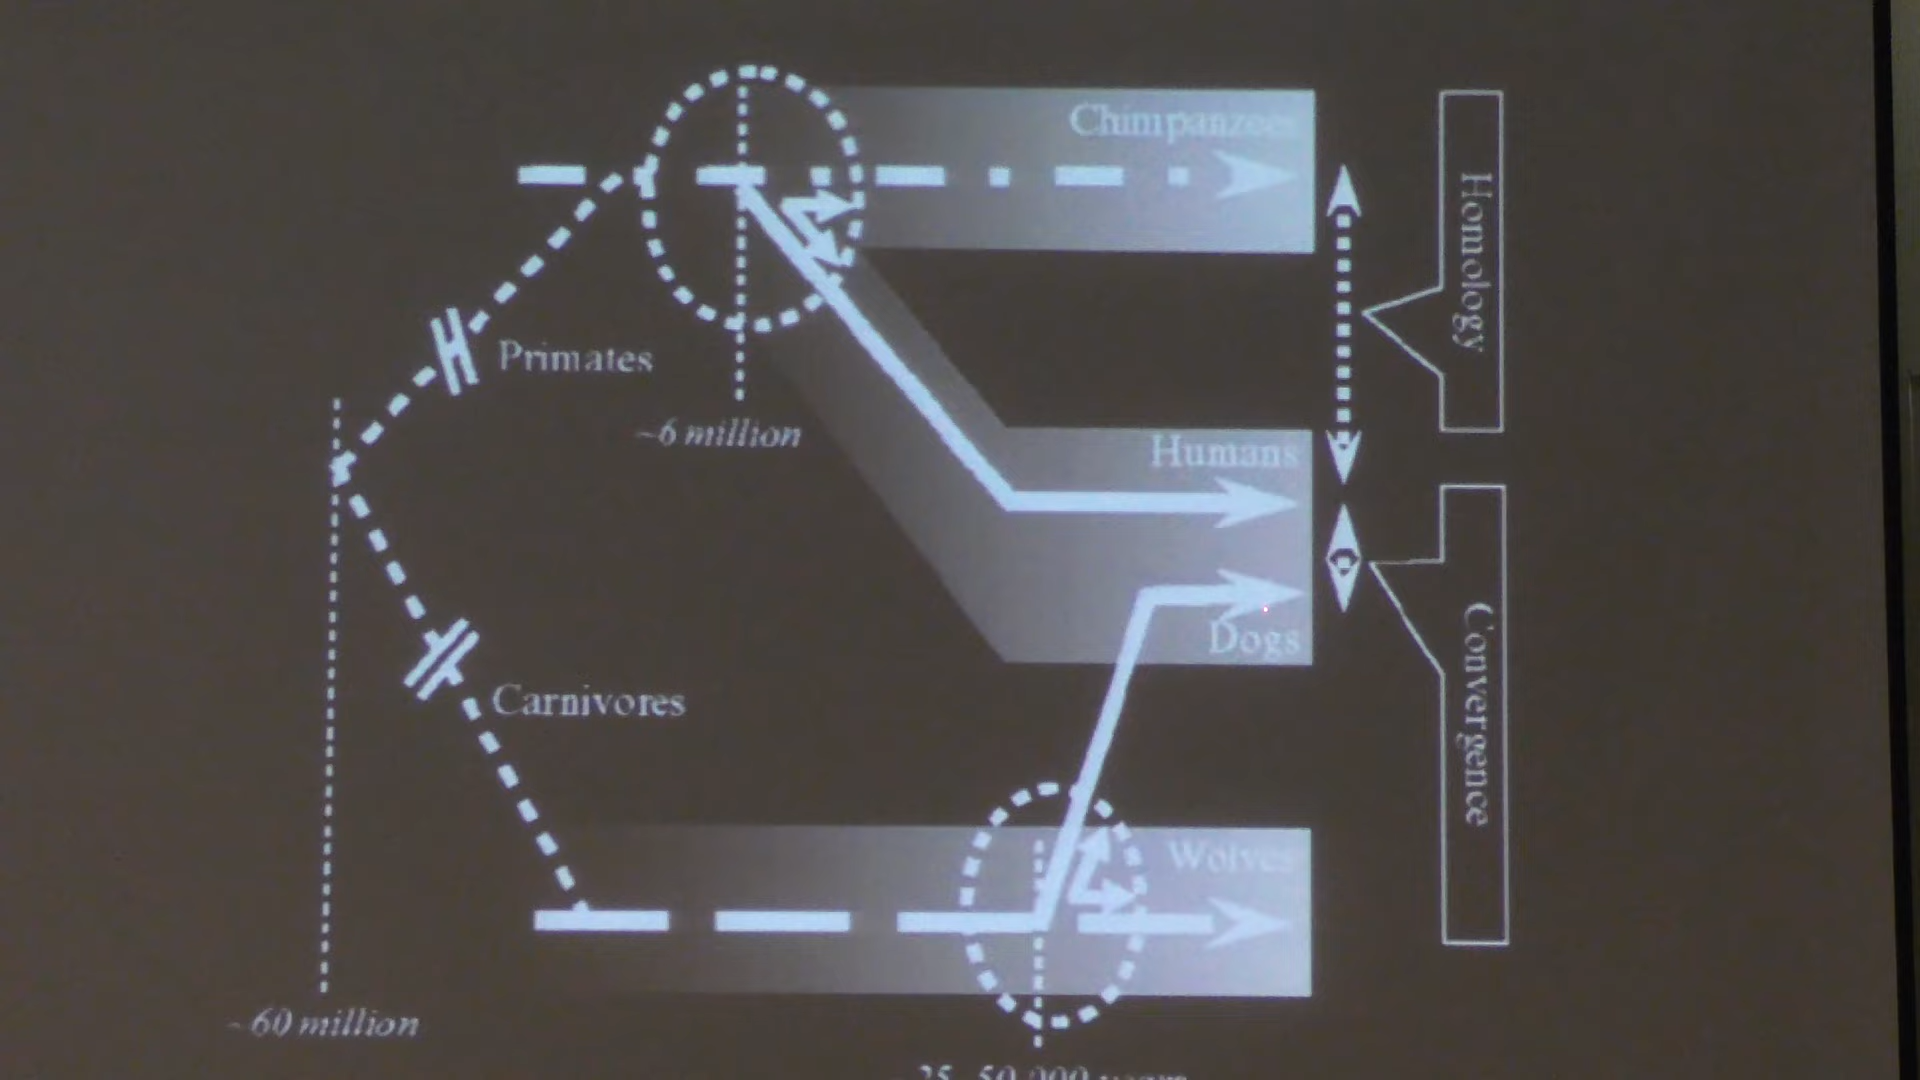 Chimpanzees
Homology
Primates
~6 million
Humans
Dogs
Convergence
Carnivores
Wolves
~60 million